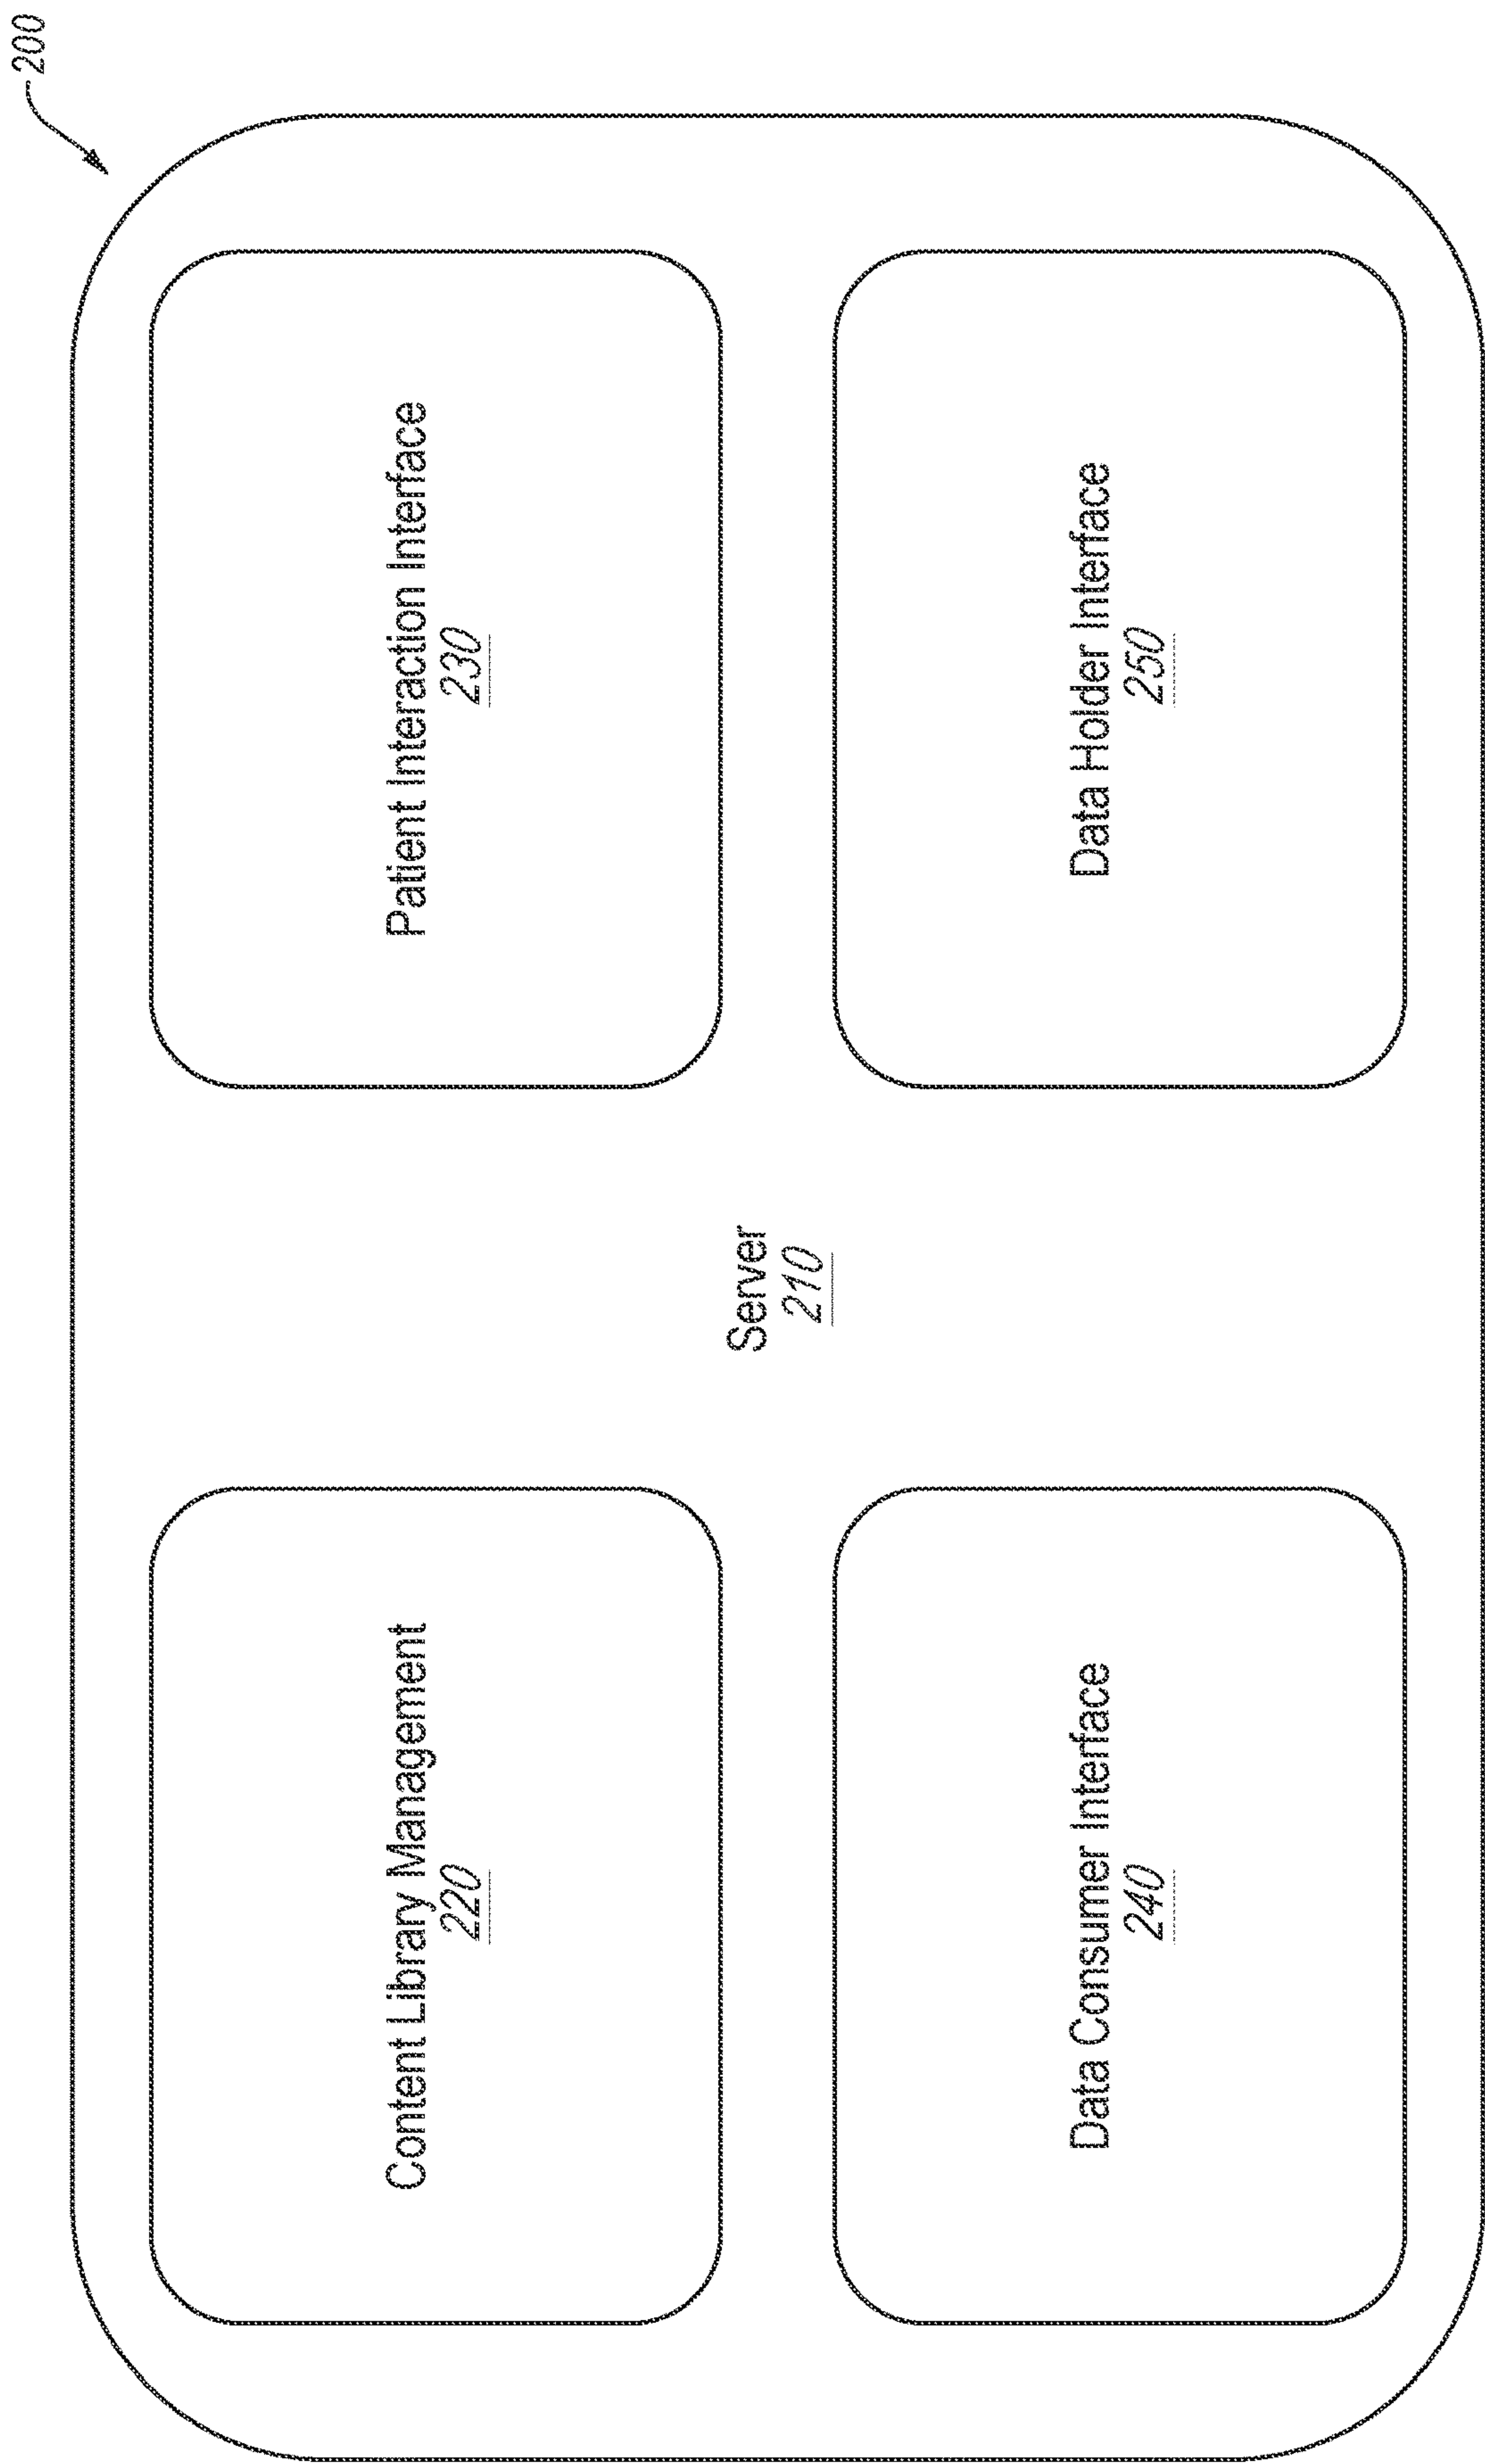 200
Content Library Management
220
Patient Interaction Interface
230
Server
210
Data Consumer Interface
240
Data Holder Interface
250